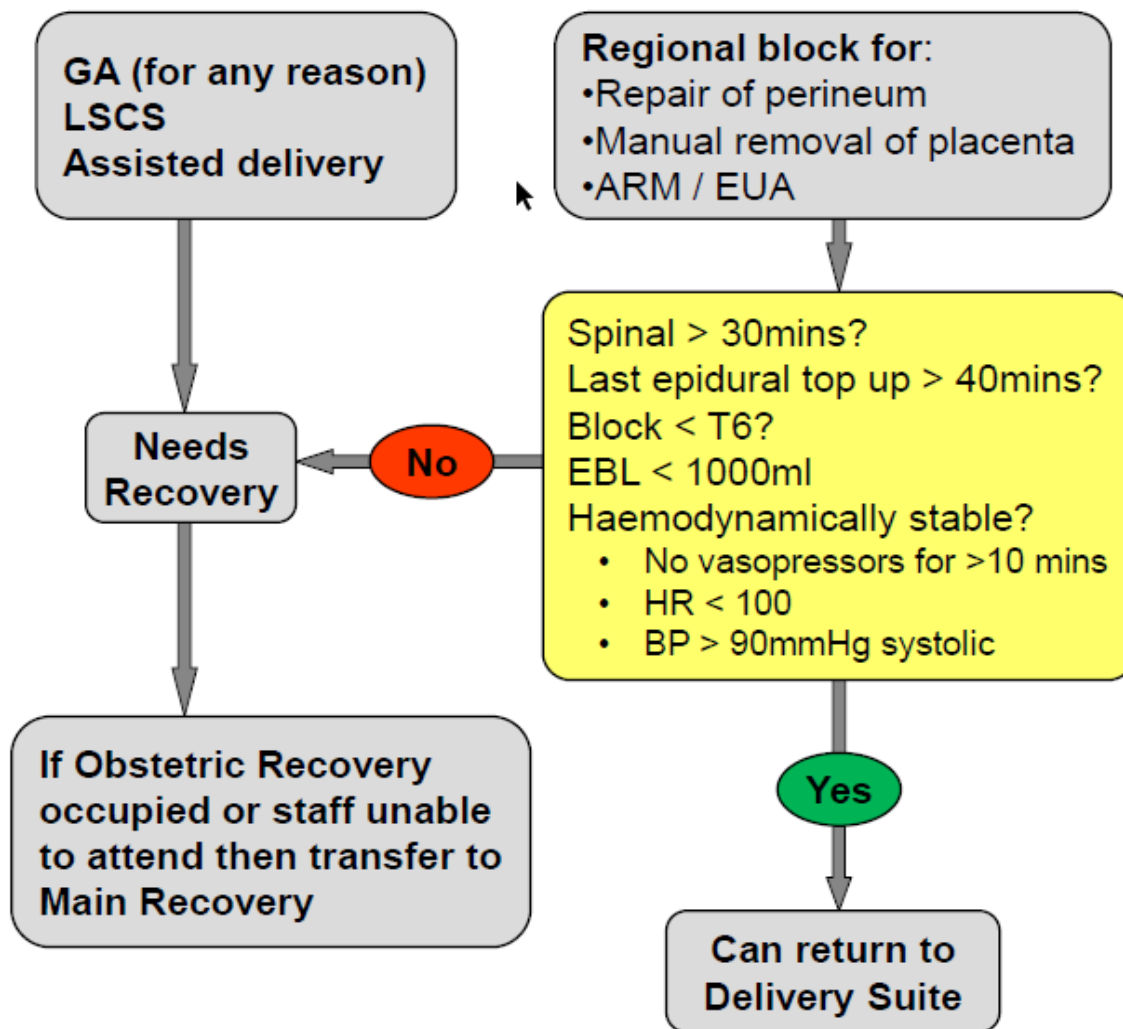 GA (for any reason)
LSCS
Assisted delivery
Regional block for:
•Repair of perineum
•Manual removal of placenta
•ARM / EUA
Spinal > 30mins?
Last epidural top up > 40mins?
Block < T6?
EBL < 1000ml
Haemodynamically stable?
• No vasopressors for >10 mins
• HR < 100
• BP > 90mmHg systolic
No
Needs
Recovery
If Obstetric Recovery
occupied or staff unable
to attend then transfer to
Main Recovery
Yes
Can return to
Delivery Suite